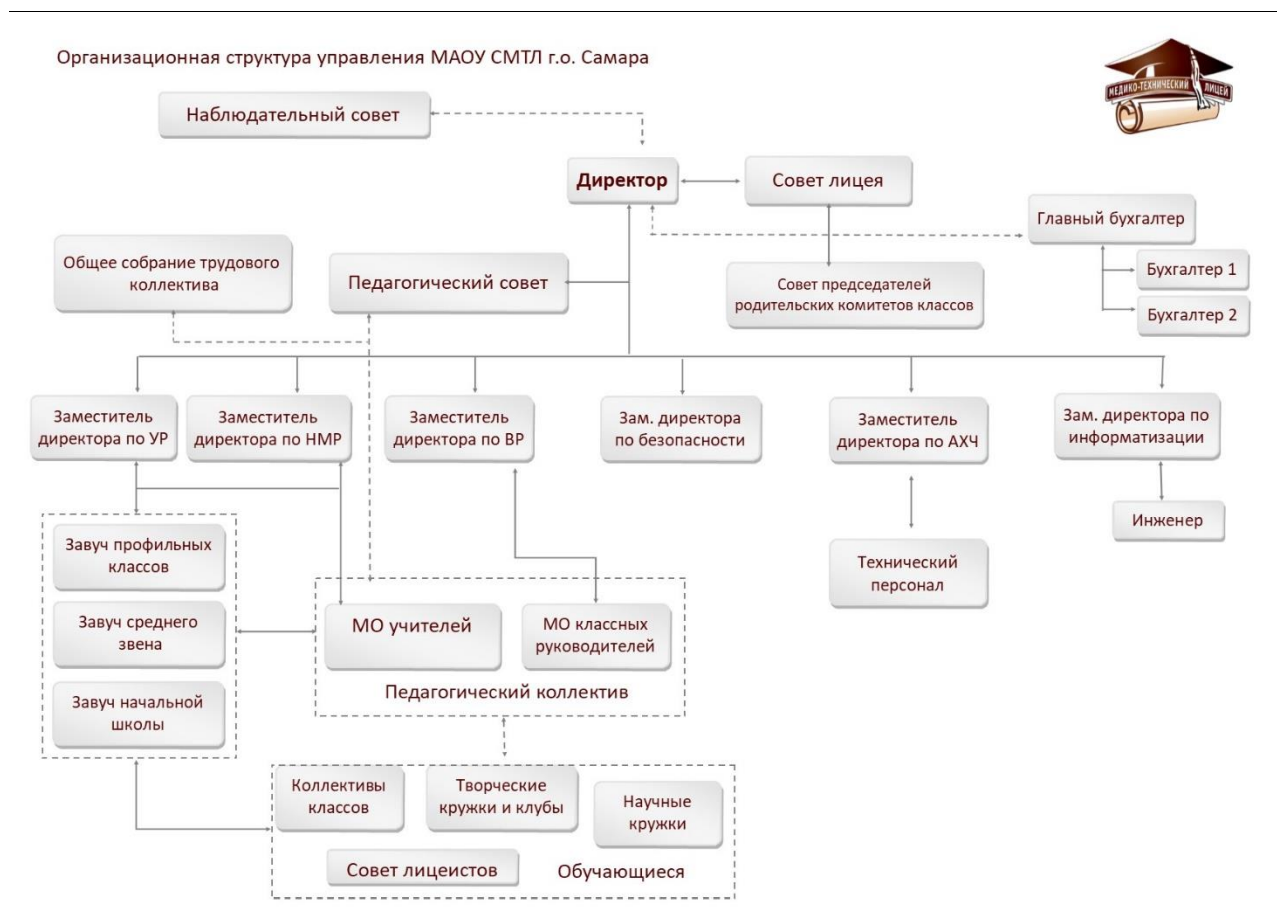 Организационная структура управления МАОУ СМТЛ г.о. Самара
МЕДИКО-ТЕХНИЧЕСКИЙ ЛИЦЕЙ
Наблюдательный совет
Директор
Совет лицея
Главный бухгалтер
Общее собрание трудового
коллектива
Педагогический совет
Совет председателей
родительских комитетов классов
Бухгалтер 1
Бухгалтер 2
Заместитель
директора по УР
Заместитель
директора по НМР
Заместитель
директора по ВР
Зам. директора
по безопасности
Заместитель
директора по АХЧ
Зам. директора по
информатизации
Инженер
Технический
персонал
Завуч профильных
классов
Завуч среднего
звена
Завуч начальной
школы
МО учителей
МО классных
руководителей
Педагогический коллектив
Коллективы
классов
Творческие
кружки и клубы
Научные
кружки
Совет лицеистов
Обучающиеся